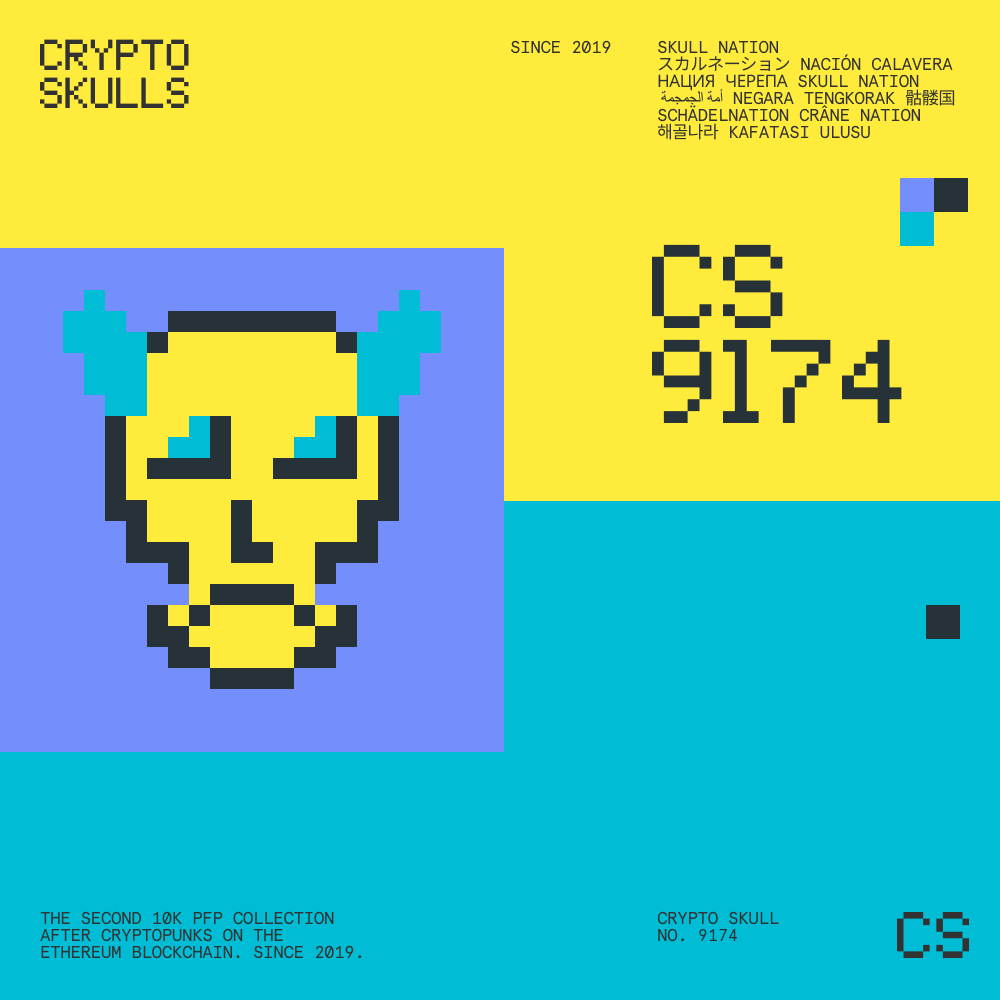 CRYPTO
SKULLS
SINCE 2019
SKULL NATION
スカルネーション NACIÓN CALAVERA
НАЦИЯ ЧЕРЕПА SKULL NATION
أمة الجمجمة NEGARA TENGKORAK 骷髅国
SCHÄDELNATION CRÂNE NATION
해골나라 KAFATASI ULUSU
CS
9174
THE SECOND 10K PFP COLLECTION
AFTER CRYPTOPUNKS ON THE
ETHEREUM BLOCKCHAIN. SINCE 2019.
CRYPTO SKULL
NO. 9174
CS